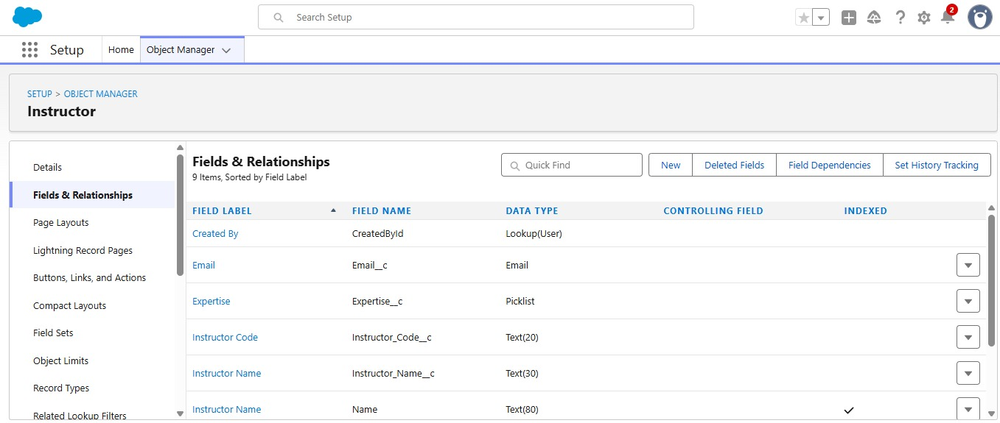 Search Setup
2
Setup
Home
Object Manager
SETUP > OBJECT MANAGER
Instructor
Details
Fields & Relationships
Page Layouts
Lightning Record Pages
Buttons, Links, and Actions
Compact Layouts
Field Sets
Object Limits
Record Types
Related Lookup Filters
Fields & Relationships
9 Items, Sorted by Field Label
Quick Find
New
Deleted Fields
Field Dependencies
Set History Tracking
FIELD LABEL FIELD NAME DATA TYPE CONTROLLING FIELD INDEXED
Created By CreatedById Lookup(User)
Email Email__c Email
Expertise Expertise__c Picklist
Instructor Code Instructor_Code__c Text(20)
Instructor Name Instructor_Name__c Text(30)
Instructor Name Name Text(80)